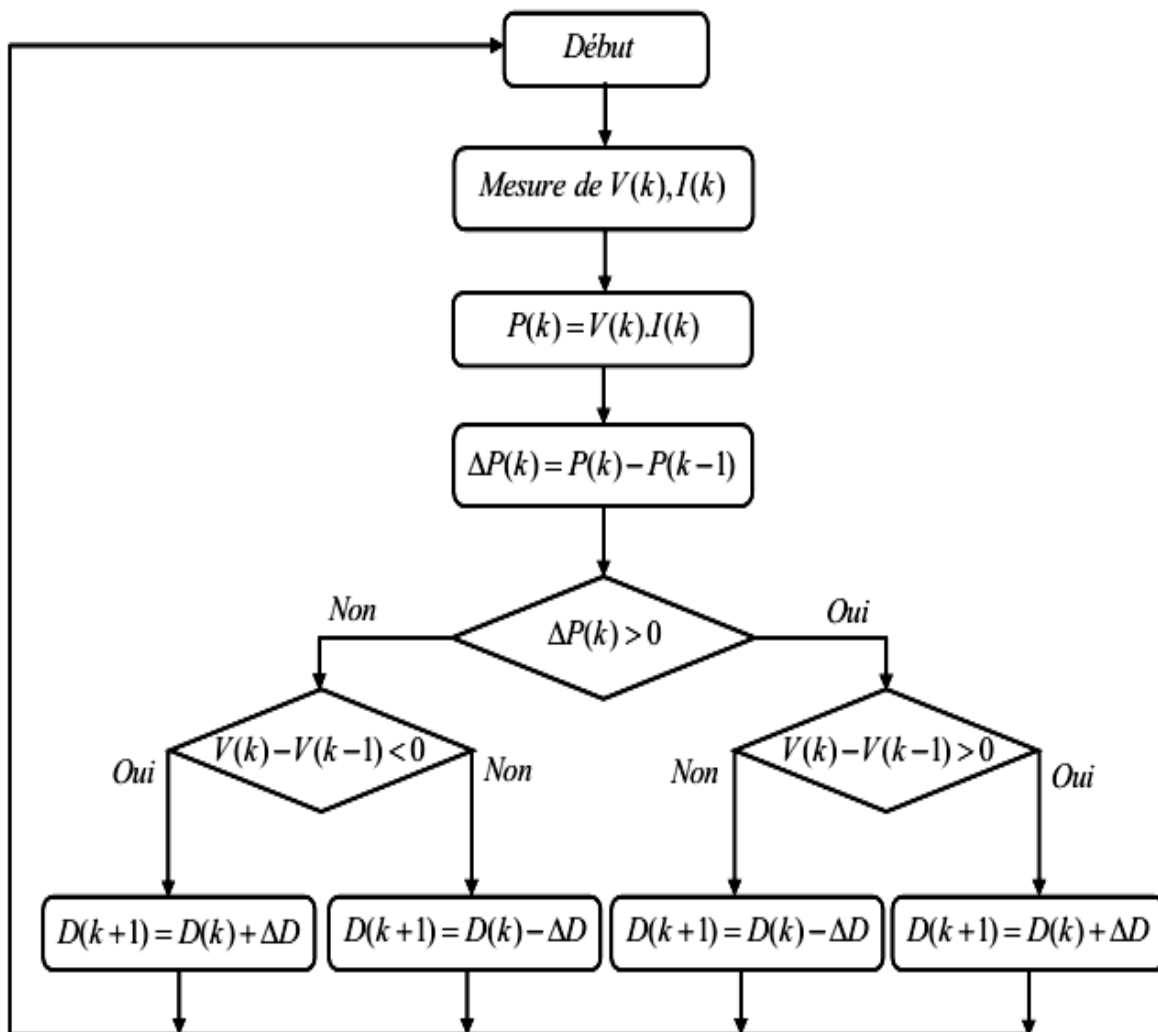 Début
Mesure de V(k),I(k)
P(k)=V(k).I(k)
ΔP(k)=P(k)−P(k−1)
ΔP(k)>0
Non
Oui
V(k)−V(k−1)<0
Oui
Non
V(k)−V(k−1)>0
Non
Oui
D(k+1)=D(k)+ΔD
D(k+1)=D(k)−ΔD
D(k+1)=D(k)−ΔD
D(k+1)=D(k)+ΔD